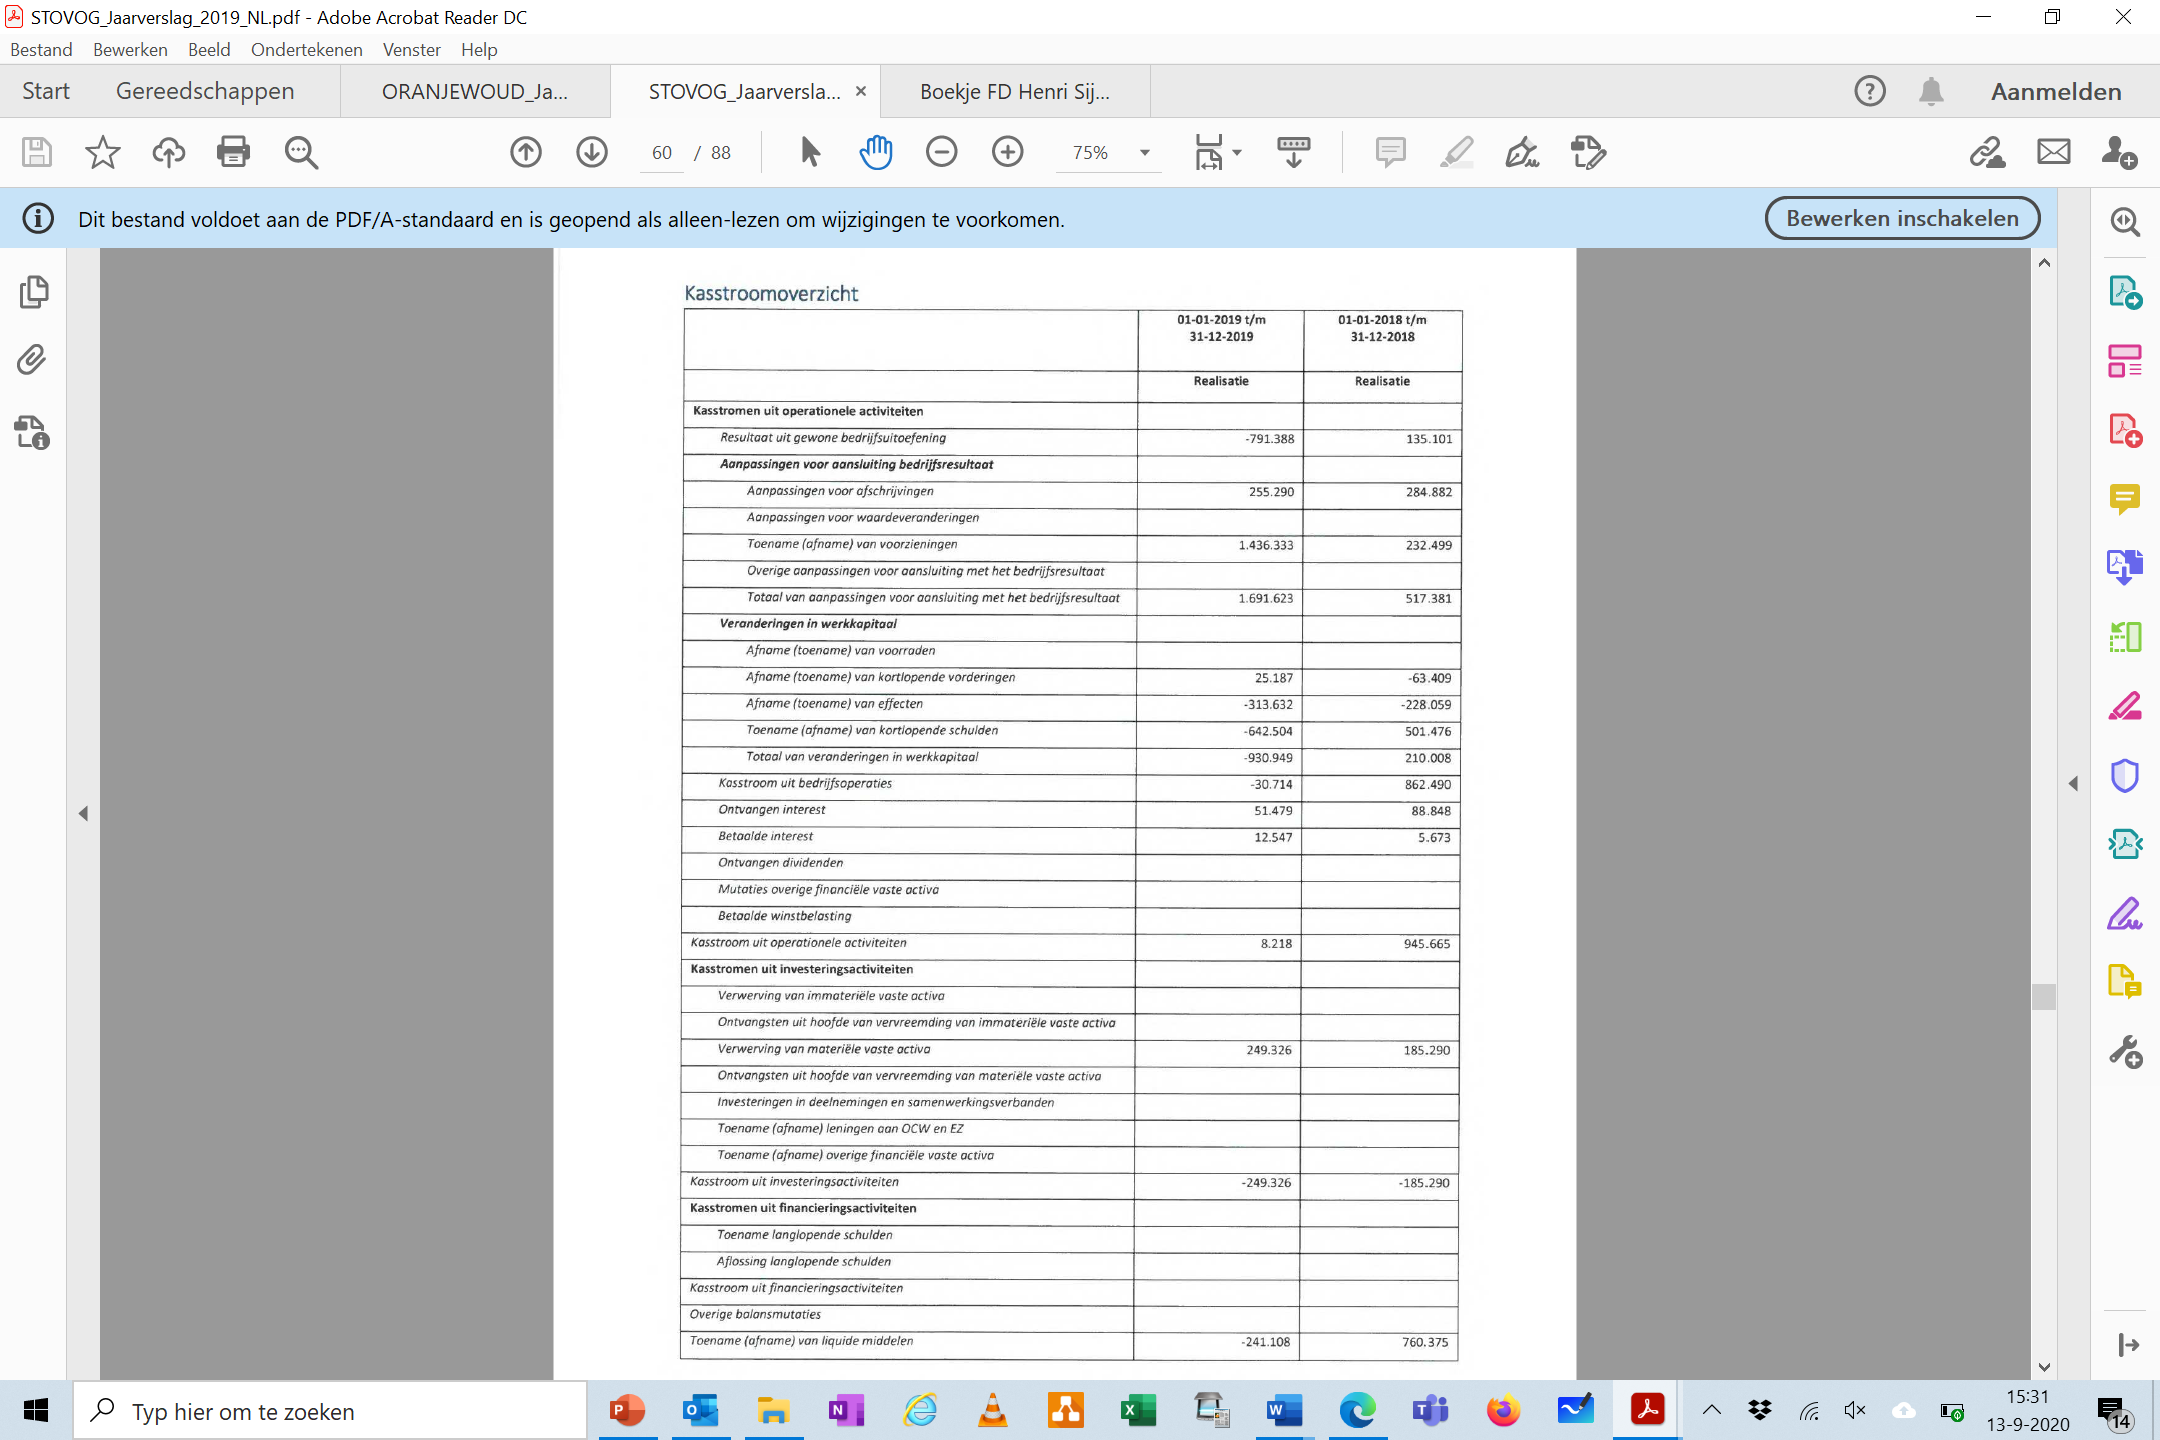 STOVOG_Jaarverslag_2019_NL.pdf - Adobe Acrobat Reader DC
Bestand Bewerken Beeld Ondertekenen Venster Help
Start Gereedschappen ORANJEWOUD_Ja... STOVOG_Jaarversla... × Boekje FD Henri Sij... Aanmelden
60 / 88 75%
Dit bestand voldoet aan de PDF/A-standaard en is geopend als alleen-lezen om wijzigingen te voorkomen. Bewerken inschakelen
Kasstroomoverzicht
01-01-2019 t/m 01-01-2018 t/m
31-12-2019 31-12-2018
Realisatie Realisatie
Kasstromen uit operationele activiteiten
Resultaat uit gewone bedrijfsuitoefening -791.388 135.101
Aanpassingen voor aansluiting bedrijfsresultaat
Aanpassingen voor afschrijvingen 255.290 284.882
Aanpassingen voor waardeveranderingen
Toename (afname) van voorzieningen 1.436.333 232.499
Overige aanpassingen voor aansluiting met het bedrijfsresultaat
Totaal van aanpassingen voor aansluiting met het bedrijfsresultaat 1.691.623 517.381
Veranderingen in werkkapitaal
Afname (toename) van voorraden
Afname (toename) van kortlopende vorderingen 25.187 -63.409
Afname (toename) van effecten -313.632 -228.059
Toename (afname) van kortlopende schulden -642.504 501.476
Totaal van veranderingen in werkkapitaal -930.949 210.008
Kasstroom uit bedrijfsoperaties -30.714 862.490
Ontvangen interest 51.479 88.848
Betaalde interest 12.547 5.673
Ontvangen dividenden
Mutaties overige financiële vaste activa
Betaalde winstbelasting
Kasstroom uit operationele activiteiten 8.218 945.665
Kasstromen uit investeringsactiviteiten
Verwerving van immateriële vaste activa
Ontvangsten uit hoofde van vervreemding van immateriële vaste activa
Verwerving van materiële vaste activa 249.326 185.290
Ontvangsten uit hoofde van vervreemding van materiële vaste activa
Investeringen in deelnemingen en samenwerkingsverbanden
Toename (afname) leningen aan OCW en EZ
Toename (afname) overige financiële vaste activa
Kasstroom uit investeringsactiviteiten -249.326 -185.290
Kasstromen uit financieringsactiviteiten
Toename langlopende schulden
Aflossing langlopende schulden
Kasstroom uit financieringsactiviteiten
Overige balansmutaties
Toename (afname) van liquide middelen -241.108 760.375
Typ hier om te zoeken
15:31
13-9-2020
14